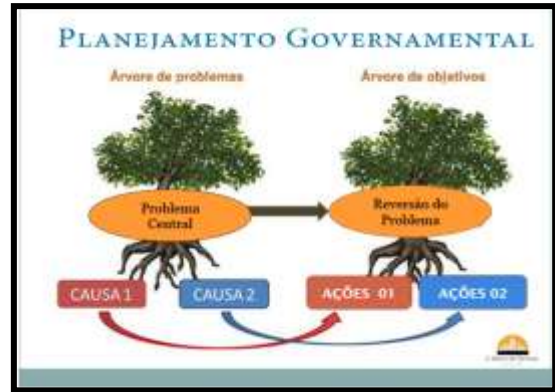 PLANEJAMENTO GOVERNAMENTAL
Árvore de problemas
Árvore de objetivos
Problema
Central
Reversão do
Problema
CAUSA 1
CAUSA 2
AÇÕES 01
AÇÕES 02